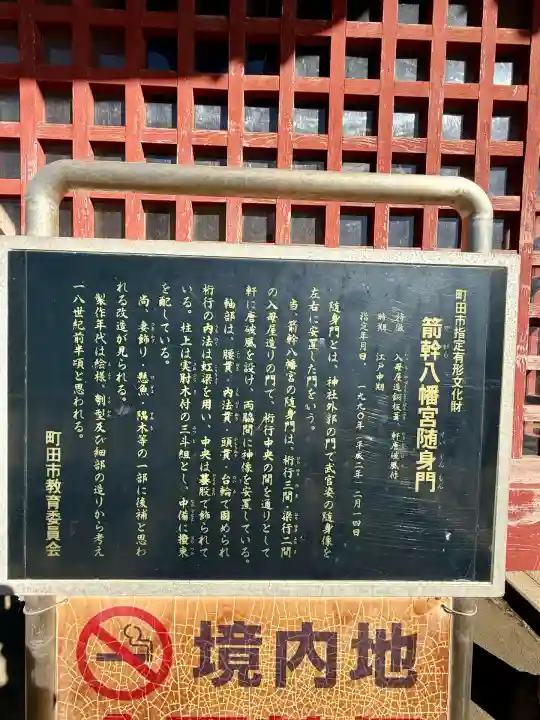 町田市指定有形文化財
箭幹八幡宮随身門
特徴 入母屋造銅板葺 軒唐破風付
時期 江戸中期
指定年月日 一九九〇年(平成二年)一二月一四日
随身門とは、神社外部の門で武官姿の随身像を
左右に安置した門をいう。
当、箭幹八幡宮の随身門は、桁行三間、梁行二間
の入母屋造りの門で、桁行中央の間を通りとして
軒に唐破風を設け、両脇間に神像を安置している。
軸部は、腰貫・内法貫・頭貫・台輪で固められ
桁行の内法は虹梁を用い、中央は蟇股で飾られて
いる。柱上は実肘木付の三斗組とし、中備に撥束
を配している。
尚、妻飾り、懸魚、隅木等の一部に後補と思わ
れる改造が見られる。
製作年代は絵様、刳型及び細部の造りから考え
一八世紀前半頃と思われる。
町田市教育委員会
境内地